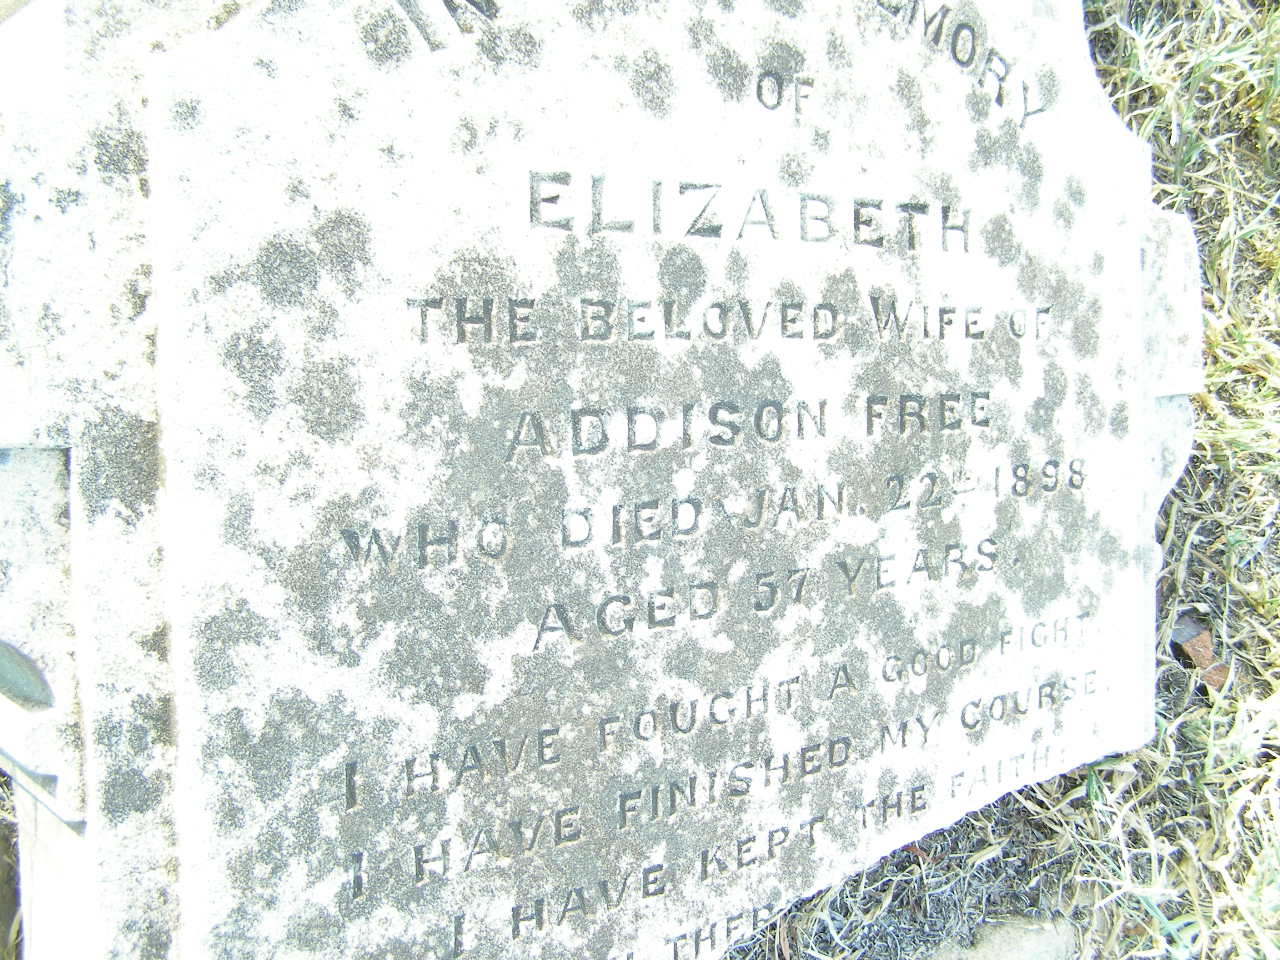 IN MEMORY
OF
ELIZABETH
THE BELOVED WIFE OF
ADDISON FREE
WHO DIED JAN. 22nd 1898
AGED 57 YEARS.
I HAVE FOUGHT A GOOD FIGHT
I HAVE FINISHED MY COURSE.
I HAVE KEPT THE FAITH.